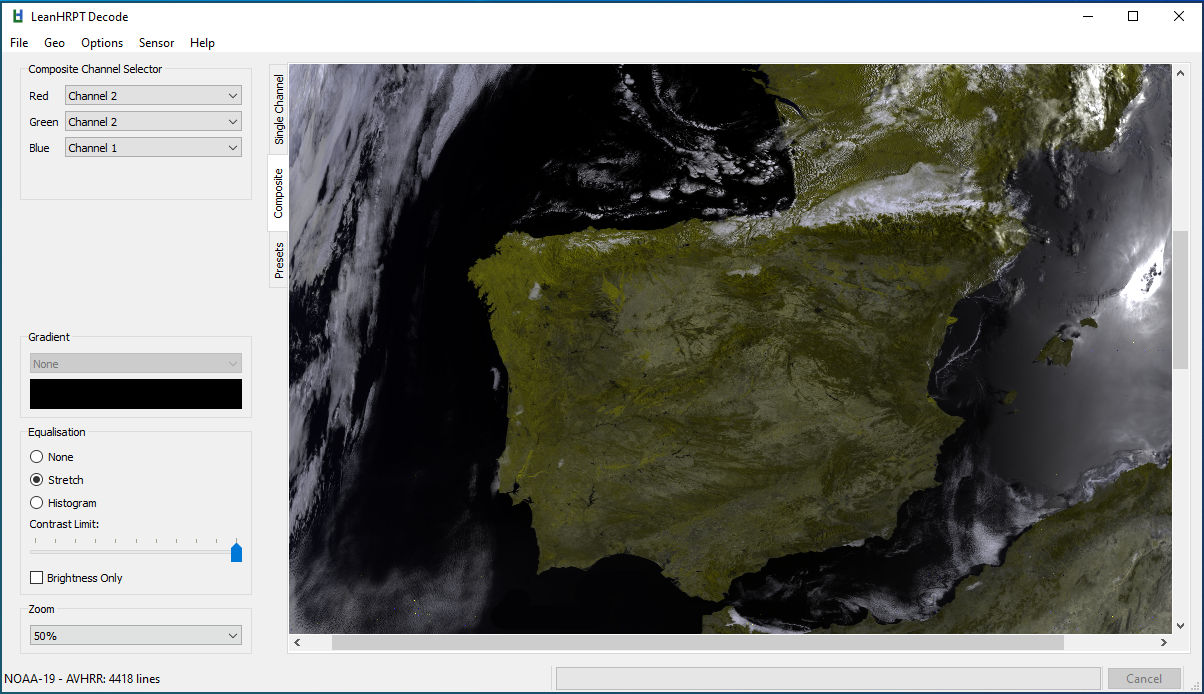 LeanHRPT Decode
File Geo Options Sensor Help
Composite Channel Selector
Red Channel 2
Green Channel 2
Blue Channel 1
Gradient
None
Equalisation
None
Stretch
Histogram
Contrast Limit:
Brightness Only
Zoom
50%
Single Channel
Composite
Presets
NOAA-19 - AVHRR: 4418 lines
Cancel